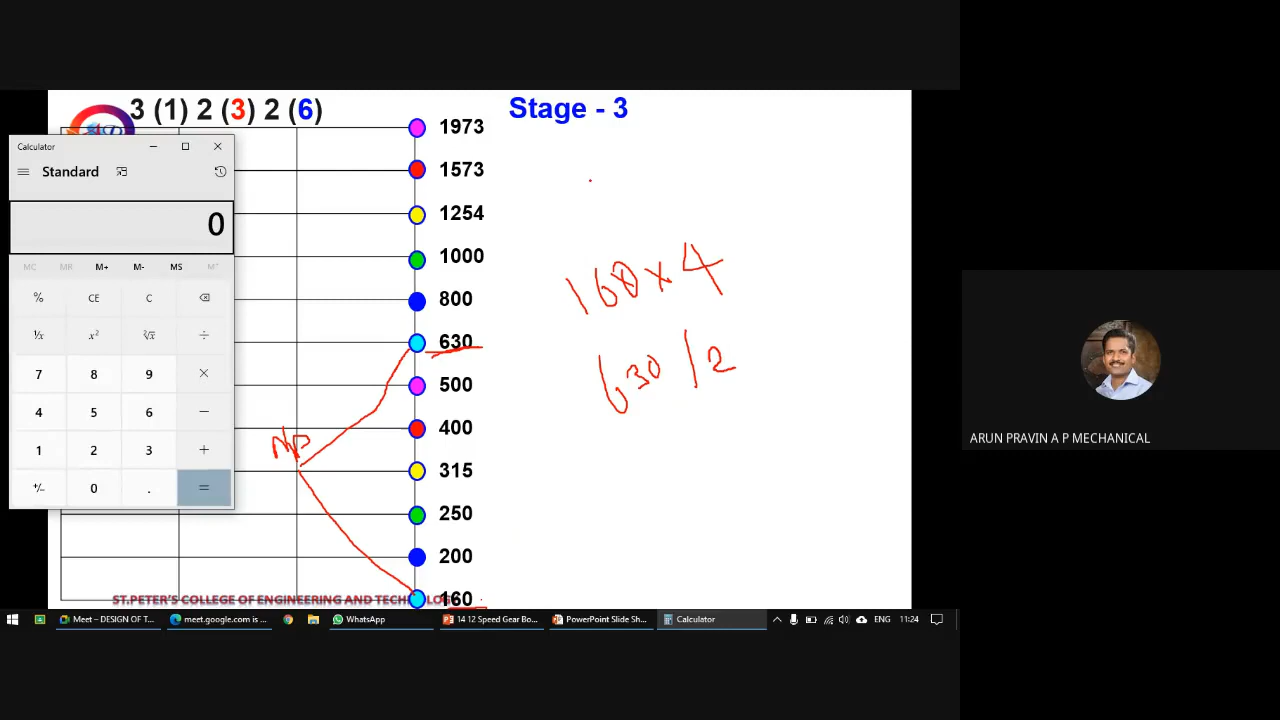 3 (1) 2 (3) 2 (6)
Stage - 3
1973
1573
1254
1000
800
630
500
400
315
250
200
160
160 x 4
630 / 2
Calculator
Standard
0
MC MR M+ M- MS
% CE C
¹/x x² ²√x ÷
7 8 9 ×
4 5 6 −
1 2 3 +
+/- 0 . =
ST.PETER'S COLLEGE OF ENGINEERING AND TECHNOLOG
ARUN PRAVIN A P MECHANICAL
Meet – DESIGN OF T...
meet.google.com is ...
WhatsApp
14 12 Speed Gear Bo...
PowerPoint Slide Sh...
Calculator
ENG
11:24